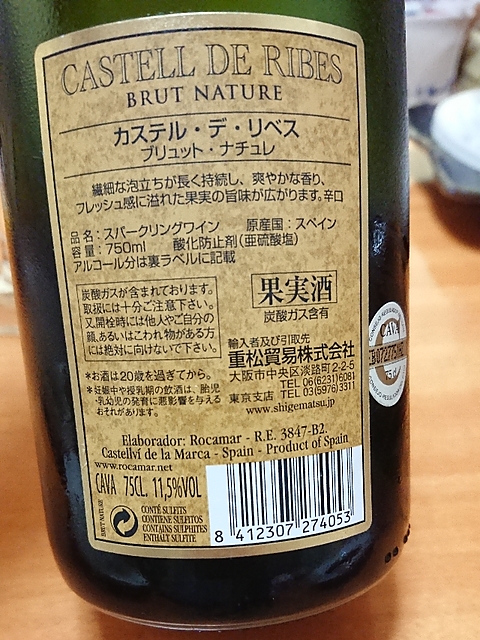 CASTELL DE RIBES
BRUT NATURE
カステル・デ・リベス
ブリュット・ナチュレ
繊細な泡立ちが長く持続し、爽やかな香り、
フレッシュ感に溢れた果実の旨味が広がります。辛口
品名：スパークリングワイン 原産国：スペイン
容量：750ml 酸化防止剤（亜硫酸塩）
アルコール分は裏ラベルに記載
炭酸ガスが含まれております。
取扱には十分ご注意下さい。
又、開栓時には他人やご自分の
顔、あるいはこわれ物がある方
には絶対に向けないで下さい。
果実酒
炭酸ガス含有
*お酒は20歳を過ぎてから。
*妊娠中や授乳期の飲酒は、胎児
・乳幼児の発育に悪影響を与える
おそれがあります。
輸入者及び引取先
重松貿易株式会社
大阪市中央区淡路町2-2-5
TEL 06(6231)6081
東京支店 TEL 03(5976)3311
www.shigematsu.jp
Elaborador: Rocamar - R.E. 3847-B2.
Castellví de la Marca - Spain - Product of Spain
www.rocamar.net
CAVA 75CL. 11,5%VOL
BRUT NATURE
CONTÉ SULFITS
CONTIENE SULFITOS
CONTAINS SULPHITES
ENTHÄLT SULFITE
8 412307 274053
CAVA